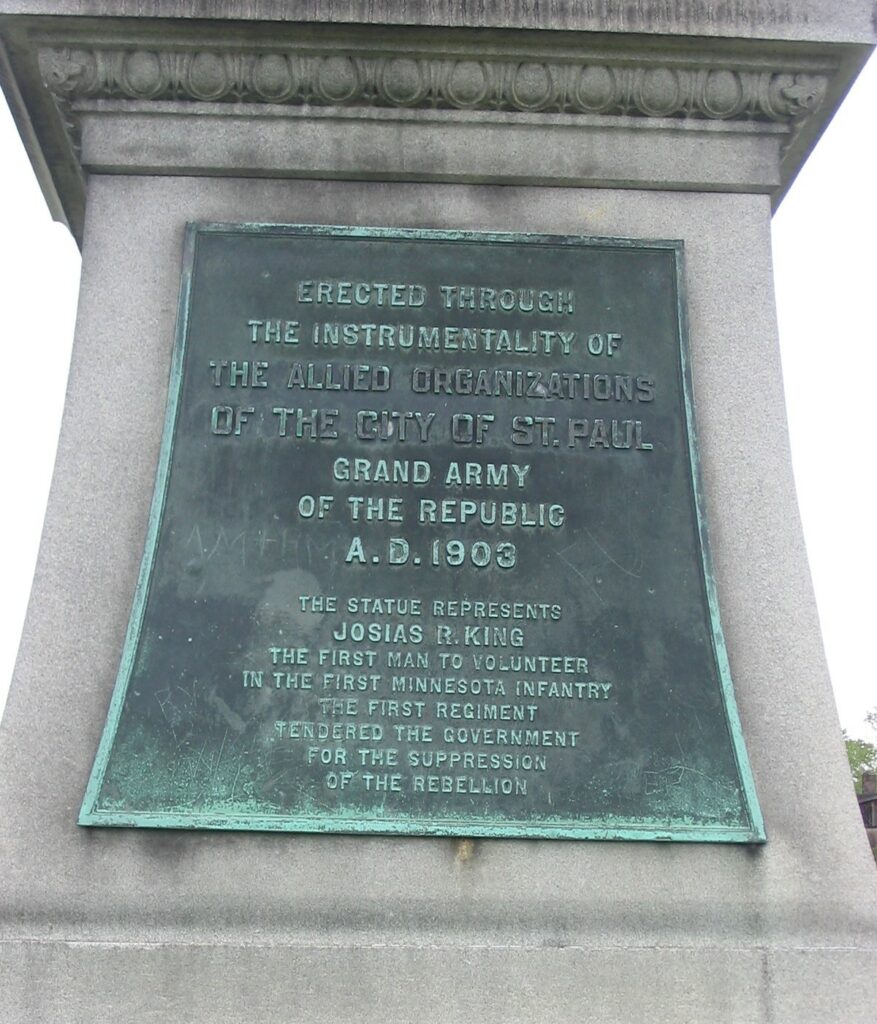 ERECTED THROUGH
THE INSTRUMENTALITY OF
THE ALLIED ORGANIZATIONS
OF THE CITY OF ST. PAUL
GRAND ARMY
OF THE REPUBLIC
A.D. 1903
THE STATUE REPRESENTS
JOSIAS R. KING
THE FIRST MAN TO VOLUNTEER
IN THE FIRST MINNESOTA INFANTRY
THE FIRST REGIMENT
TENDERED THE GOVERNMENT
FOR THE SUPPRESSION
OF THE REBELLION